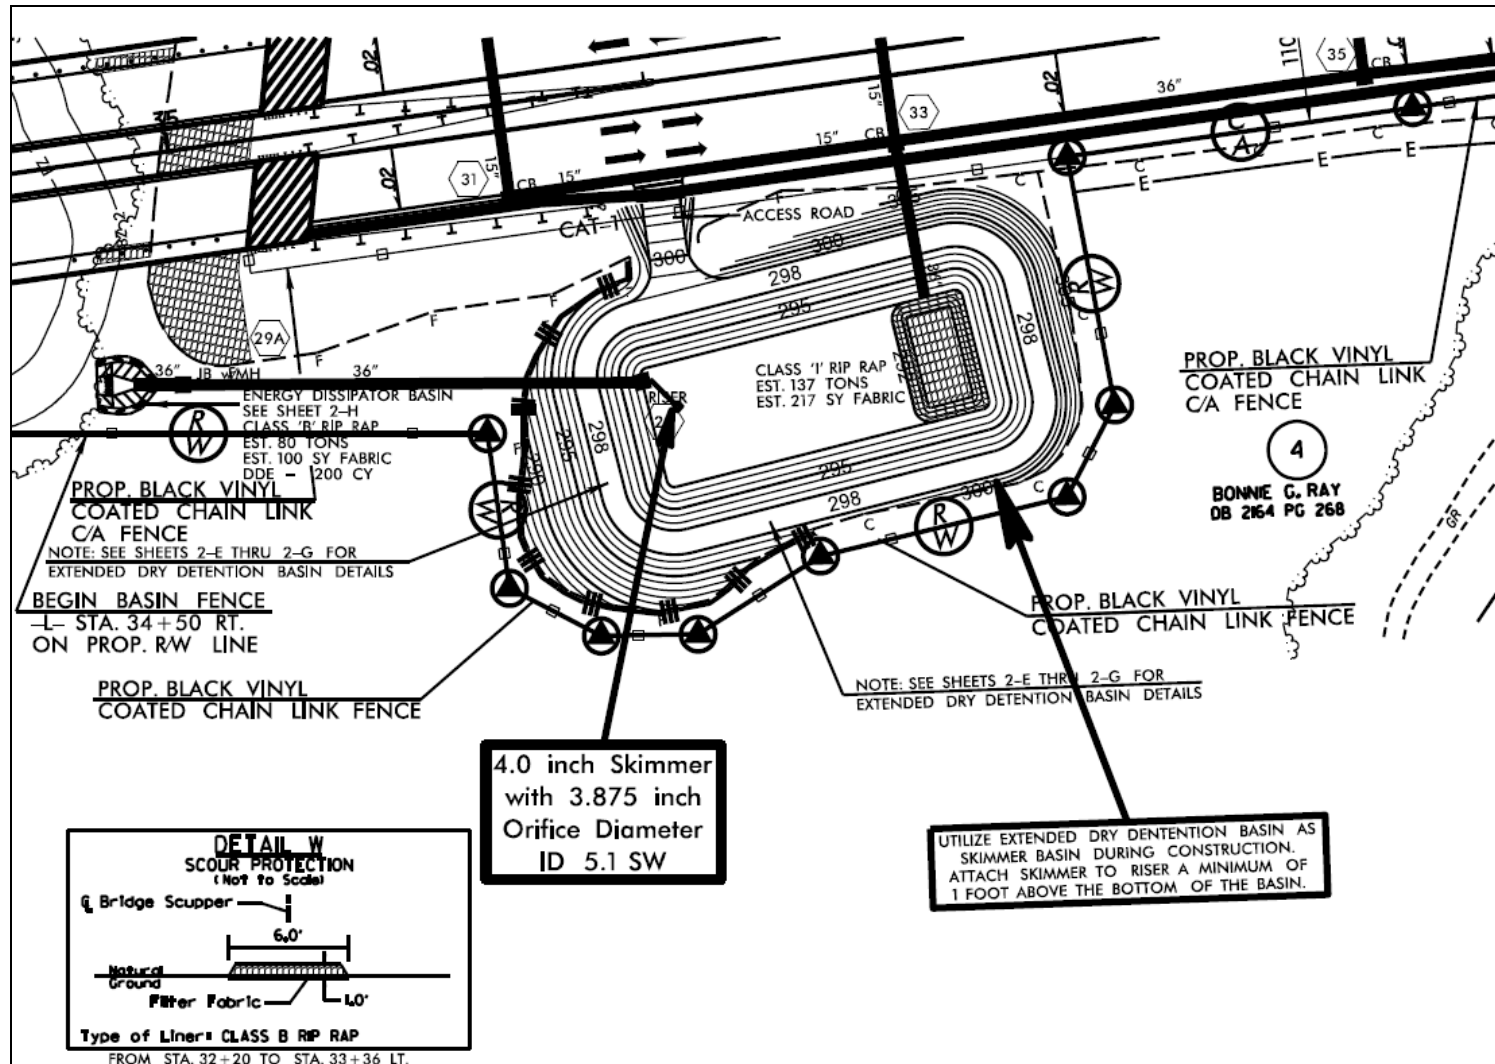 02
02
02
11C
35
CB
36"
15"
15"
33
CB
15"
15"
31
CB
C
A
C
C
E
E
E
F
C
ACCESS ROAD
CAT-1
300
300
298
295
298
292
F
F
29A
36"
JB W/MH
36"
ENERGY DISSIPATOR BASIN
SEE SHEET 2-H
CLASS 'B' RIP RAP
EST. 80 TONS
EST. 100 SY FABRIC
DDE - 200 CY
R
W
RISER
CLASS 'I' RIP RAP
EST. 137 TONS
EST. 217 SY FABRIC
R
W
C
PROP. BLACK VINYL
COATED CHAIN LINK
C/A FENCE
4
BONNIE G. RAY
DB 2164 PG 268
GR
295
298
295
298
300
C
C
R
W
R
W
F
PROP. BLACK VINYL
COATED CHAIN LINK
C/A FENCE
NOTE: SEE SHEETS 2-E THRU 2-G FOR
EXTENDED DRY DETENTION BASIN DETAILS
BEGIN BASIN FENCE
-L- STA. 34+50 RT.
ON PROP. R/W LINE
PROP. BLACK VINYL
COATED CHAIN LINK FENCE
PROP. BLACK VINYL
COATED CHAIN LINK FENCE
NOTE: SEE SHEETS 2-E THRU 2-G FOR
EXTENDED DRY DETENTION BASIN DETAILS
4.0 inch Skimmer
with 3.875 inch
Orifice Diameter
ID 5.1 SW
UTILIZE EXTENDED DRY DENTENTION BASIN AS
SKIMMER BASIN DURING CONSTRUCTION.
ATTACH SKIMMER TO RISER A MINIMUM OF
1 FOOT ABOVE THE BOTTOM OF THE BASIN.
DETAIL W
SCOUR PROTECTION
(Not to Scale)
℄ Bridge Scupper
6.0'
Natural
Ground
Filter Fabric
1.0'
Type of Liner: CLASS B RIP RAP
FROM STA. 32+20 TO STA. 33+36 LT.